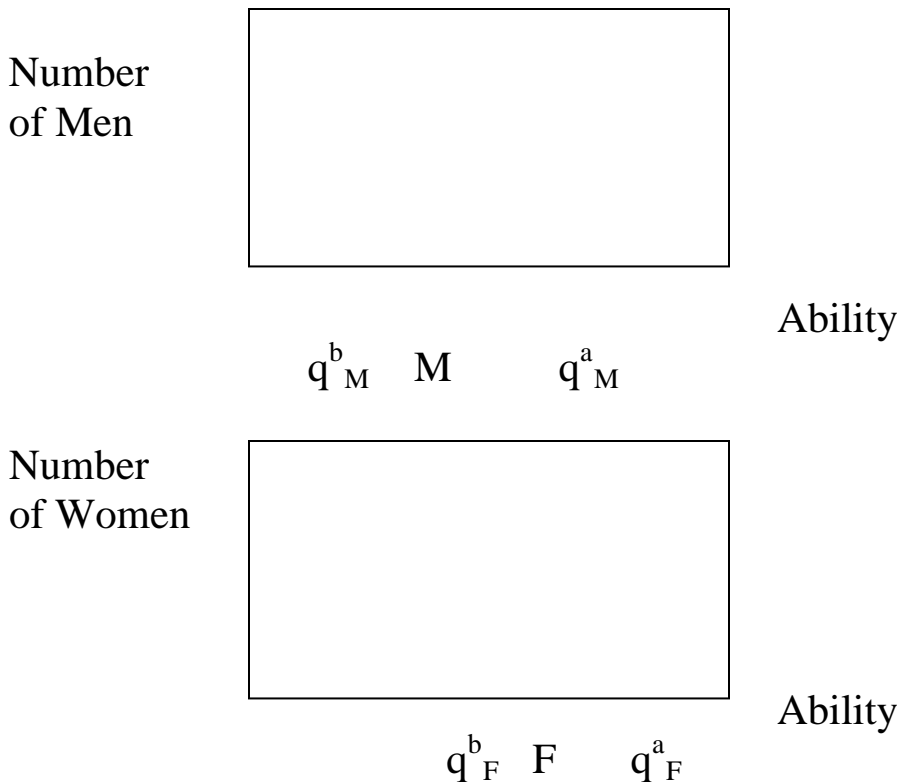 Number
of Men
Ability
q^b_M M q^a_M
Number
of Women
Ability
q^b_F F q^a_F